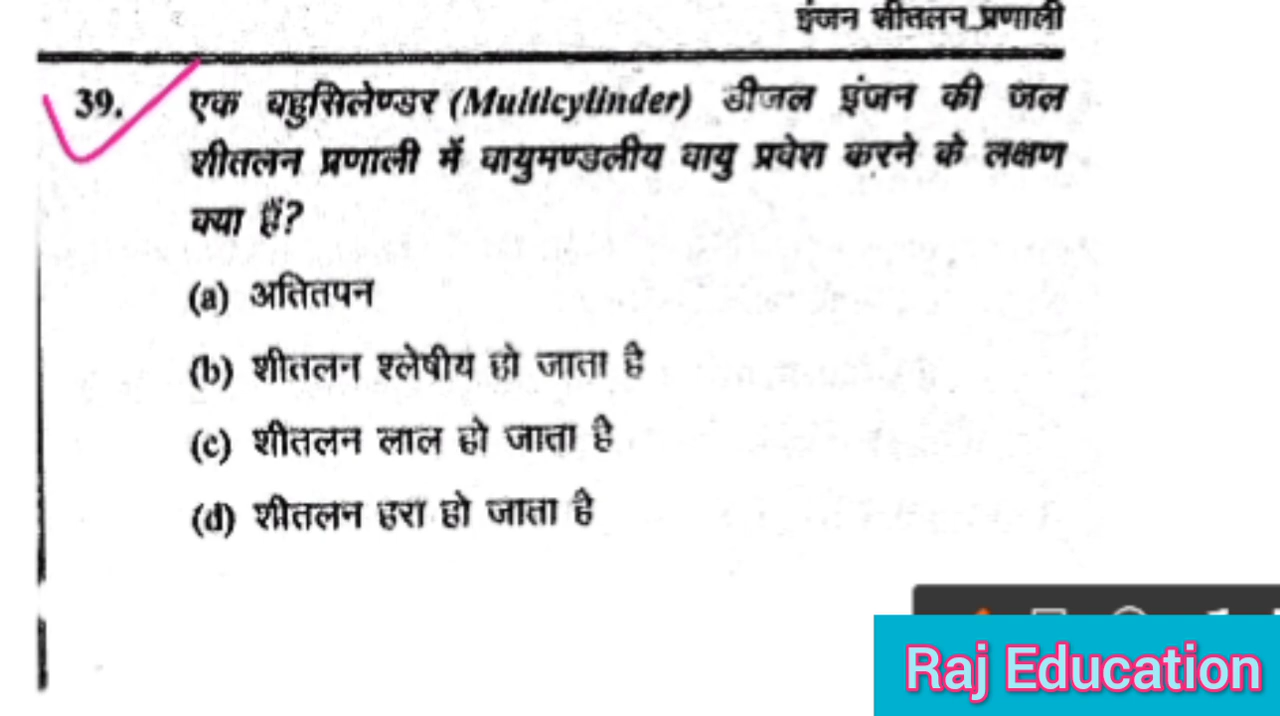 इंजन शीतलन प्रणाली
39. एक बहुसिलेण्डर (Multicylinder) डीजल इंजन की जल
शीतलन प्रणाली में वायुमण्डलीय वायु प्रवेश करने के लक्षण
क्या हैं?
(a) अतितपन
(b) शीतलन श्लेषीय हो जाता है
(c) शीतलन लाल हो जाता है
(d) शीतलन हरा हो जाता है
Raj Education